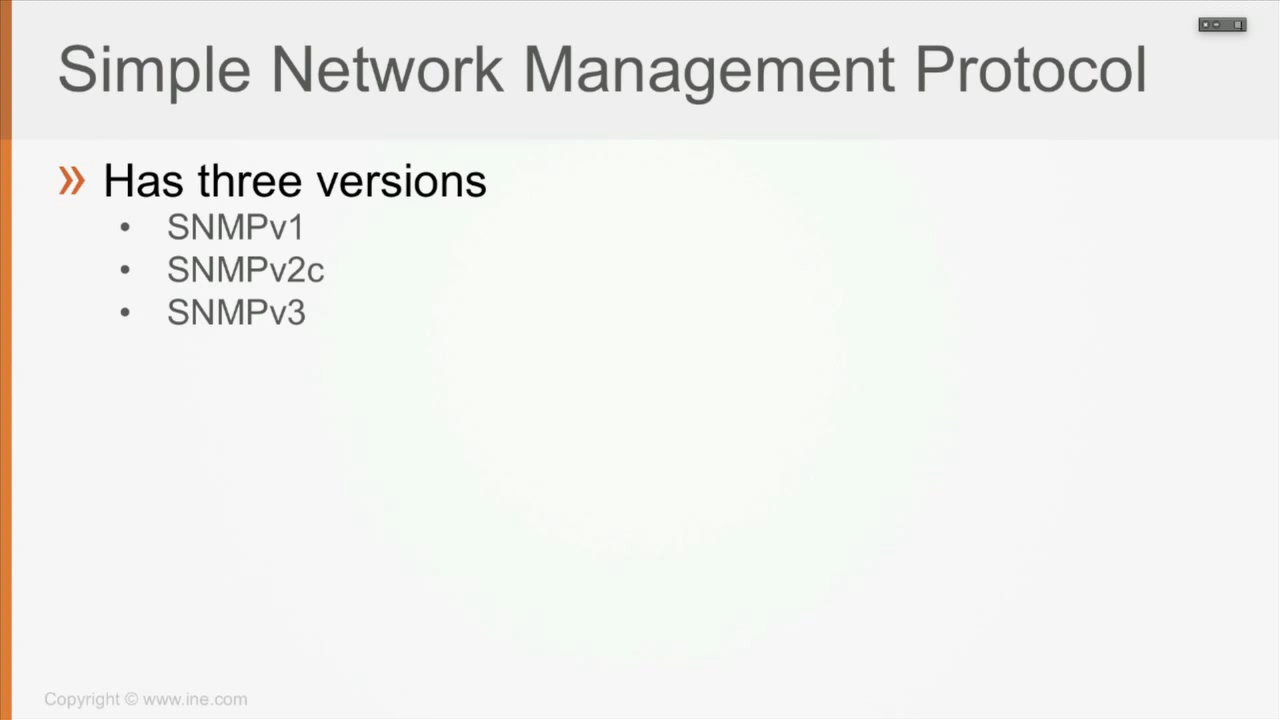 Simple Network Management Protocol
» Has three versions
• SNMPv1
• SNMPv2c
• SNMPv3
Copyright © www.ine.com